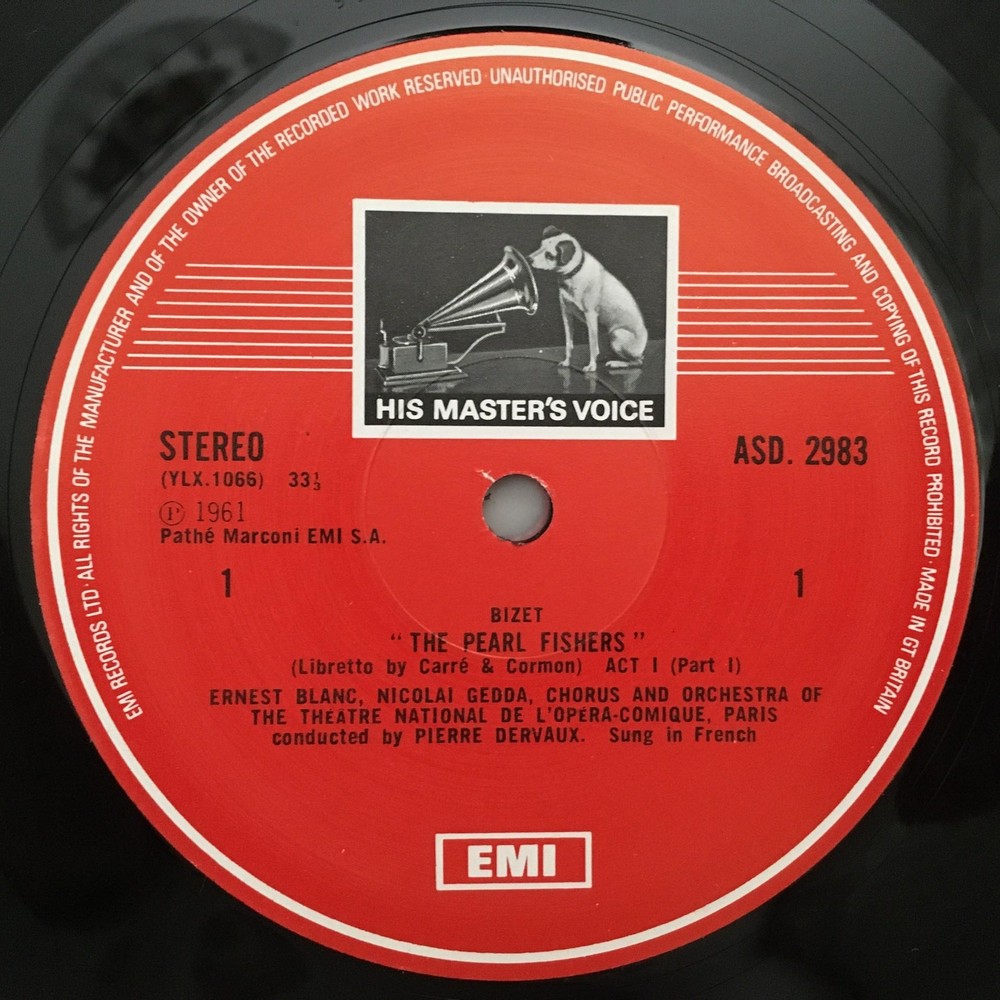 EMI RECORDS LTD · ALL RIGHTS OF THE MANUFACTURER AND OF THE OWNER OF THE RECORDED WORK RESERVED · UNAUTHORISED PUBLIC PERFORMANCE BROADCASTING AND COPYING OF THIS RECORD PROHIBITED · MADE IN GT BRITAIN
HIS MASTER'S VOICE
STEREO ASD. 2983
(YLX.1066) 33⅓
Ⓟ 1961
Pathé Marconi EMI S.A.
1 1
BIZET
"THE PEARL FISHERS"
(Libretto by Carré & Cormon) ACT I (Part I)
ERNEST BLANC, NICOLAI GEDDA, CHORUS AND ORCHESTRA OF
THE THÉÂTRE NATIONAL DE L'OPÉRA-COMIQUE, PARIS
conducted by PIERRE DERVAUX. Sung in French
EMI